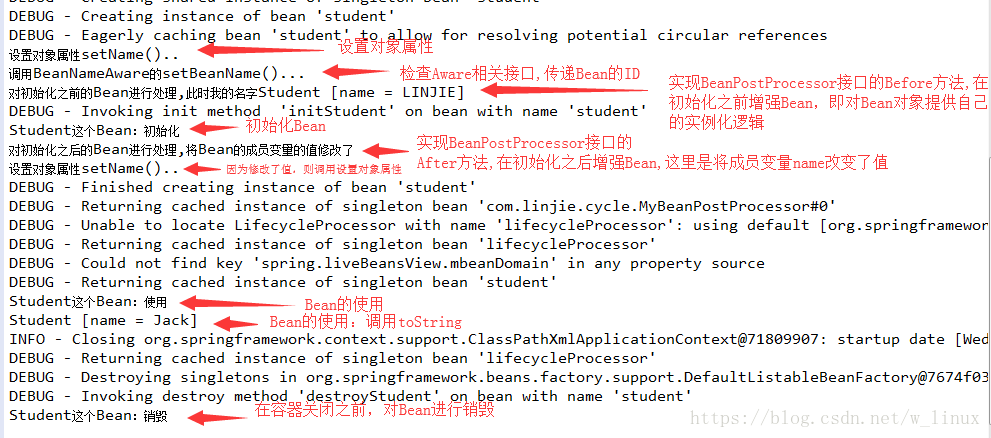 DEBUG - Creating shared instance of singleton bean 'student'
DEBUG - Creating instance of bean 'student'
DEBUG - Eagerly caching bean 'student' to allow for resolving potential circular references
设置对象属性setName()..
设置对象属性
调用BeanNameAware的setBeanName()...
检查Aware相关接口,传递Bean的ID
对初始化之前的Bean进行处理,此时我的名字Student [name = LINJIE]
实现BeanPostProcessor接口的Before方法,在
初始化之前增强Bean, 即对Bean对象提供自己
的实例化逻辑
DEBUG - Invoking init method 'initStudent' on bean with name 'student'
Student这个Bean：初始化
初始化Bean
对初始化之后的Bean进行处理,将Bean的成员变量的值修改了
实现BeanPostProcessor接口的
After方法,在初始化之后增强Bean,这里是将成员变量name改变了值
设置对象属性setName()..
因为修改了值，则调用设置对象属性
DEBUG - Finished creating instance of bean 'student'
DEBUG - Returning cached instance of singleton bean 'com.linjie.cycle.MyBeanPostProcessor#0'
DEBUG - Unable to locate LifecycleProcessor with name 'lifecycleProcessor': using default [org.springframewor
DEBUG - Returning cached instance of singleton bean 'lifecycleProcessor'
DEBUG - Could not find key 'spring.liveBeansView.mbeanDomain' in any property source
DEBUG - Returning cached instance of singleton bean 'student'
Student这个Bean：使用
Bean的使用
Student [name = Jack]
Bean的使用：调用toString
INFO - Closing org.springframework.context.support.ClassPathXmlApplicationContext@71809907: startup date [Wed
DEBUG - Returning cached instance of singleton bean 'lifecycleProcessor'
DEBUG - Destroying singletons in org.springframework.beans.factory.support.DefaultListableBeanFactory@7674f03
DEBUG - Invoking destroy method 'destroyStudent' on bean with name 'student'
Student这个Bean：销毁
在容器关闭之前，对Bean进行销毁
https://blog.csdn.net/w_linux